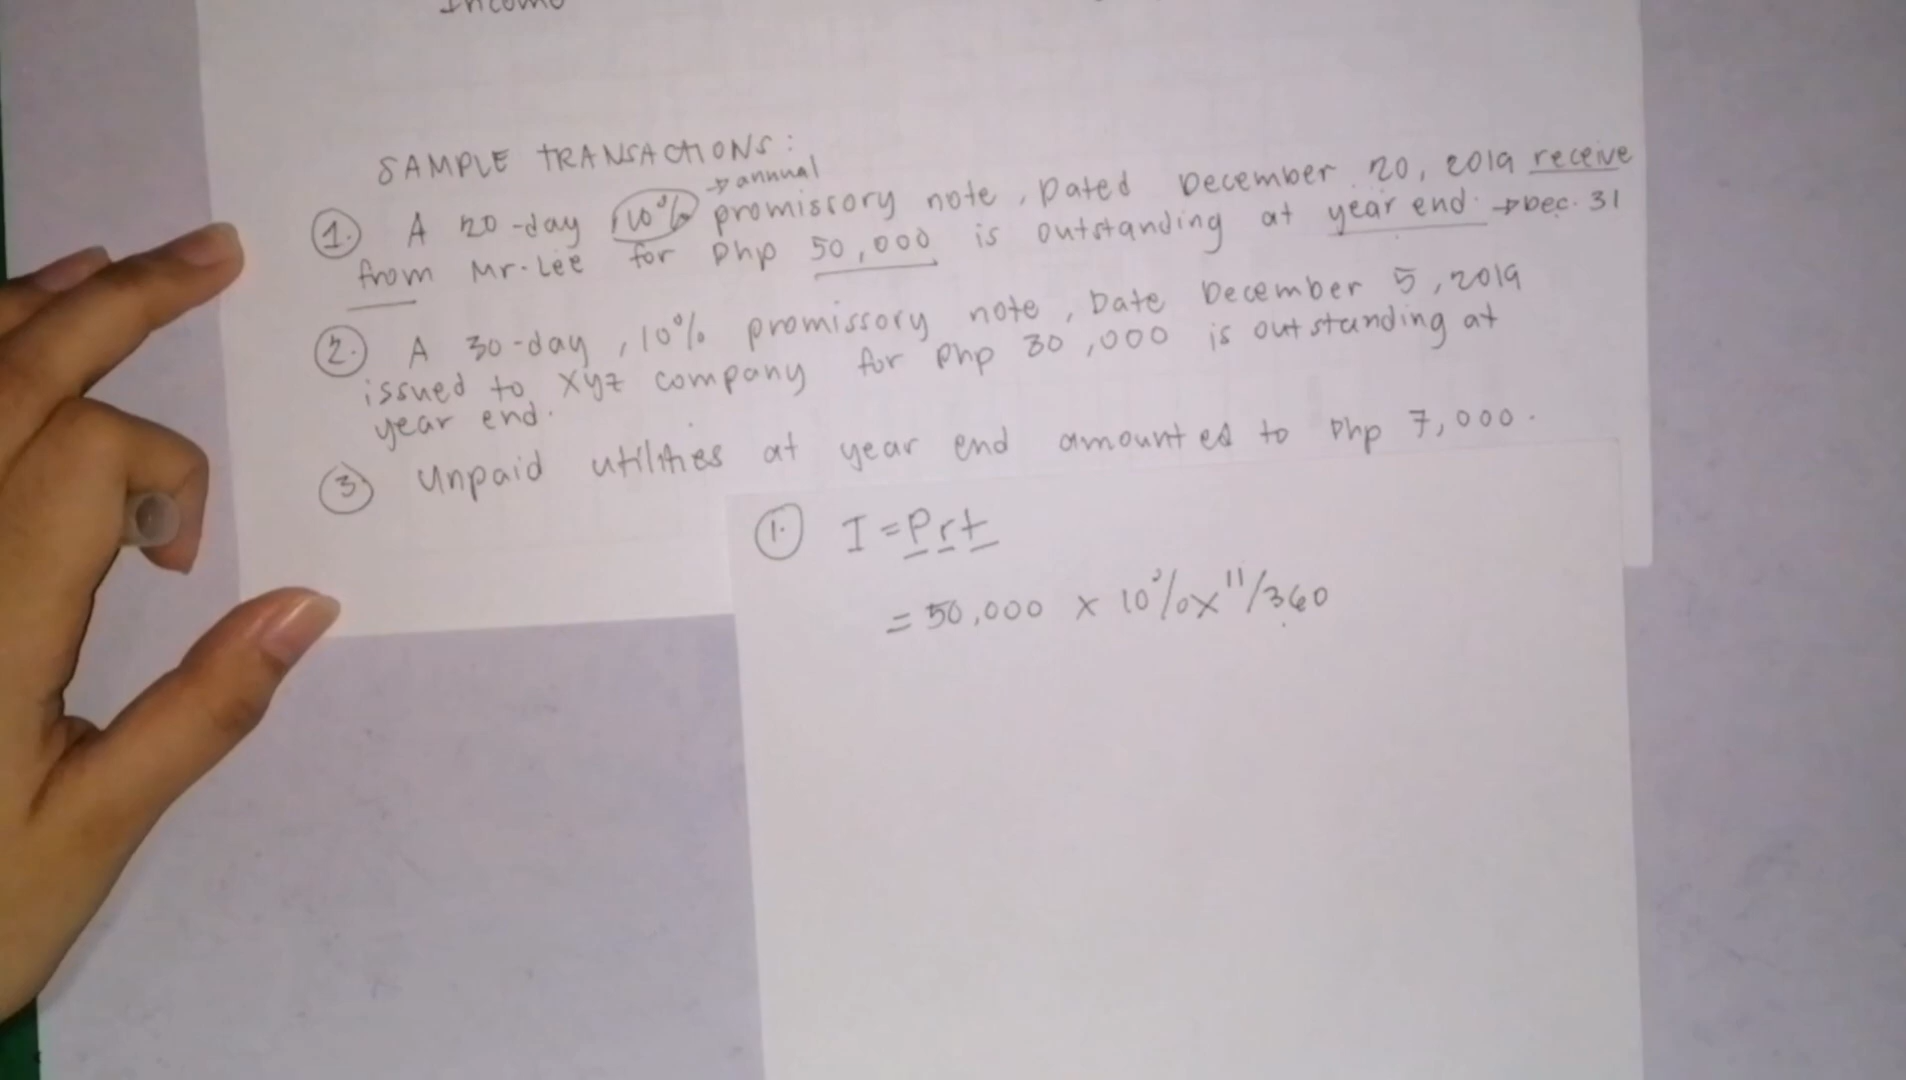 Income
SAMPLE TRANSACTIONS:
→ annual
1. A 20-day, 10% promissory note, Dated December 20, 2019 receive
from Mr. Lee for Php 50,000 is outstanding at year end. → Dec. 31
2. A 30-day, 10% promissory note, Date December 5, 2019
issued to XYZ company for Php 30,000 is outstanding at
year end.
3 Unpaid utilities at year end amounted to Php 7,000.
1. I = Prt
= 50,000 x 10% x 11/360